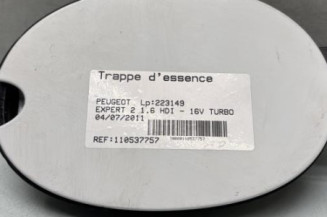 Trappe d'essence
PEUGEOT Lp:223149
EXPERT 2 1.6 HDI - 16V TURBO
04/07/2011
REF:110537757